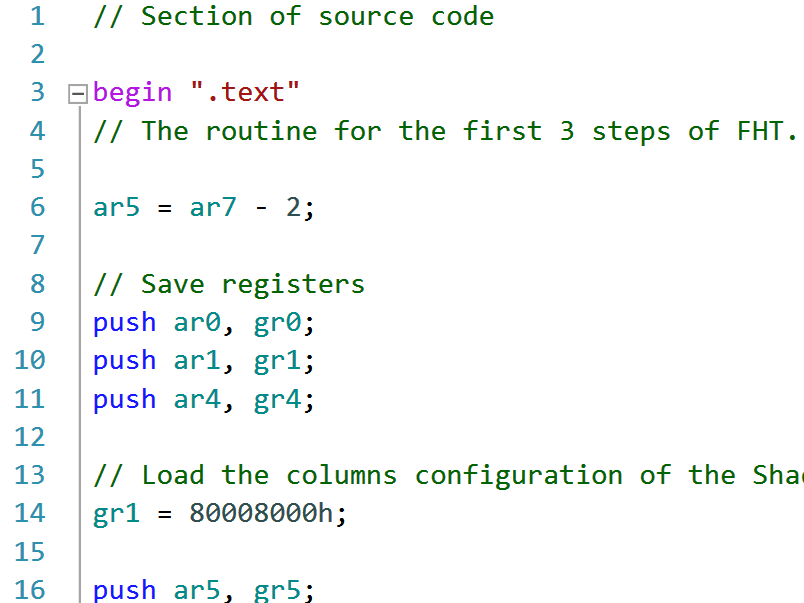 1 // Section of source code
2
3 begin ".text"
4 // The routine for the first 3 steps of FHT.
5
6 ar5 = ar7 - 2;
7
8 // Save registers
9 push ar0, gr0;
10 push ar1, gr1;
11 push ar4, gr4;
12
13 // Load the columns configuration of the
14 gr1 = 80008000h;
15
16 push ar5, gr5;